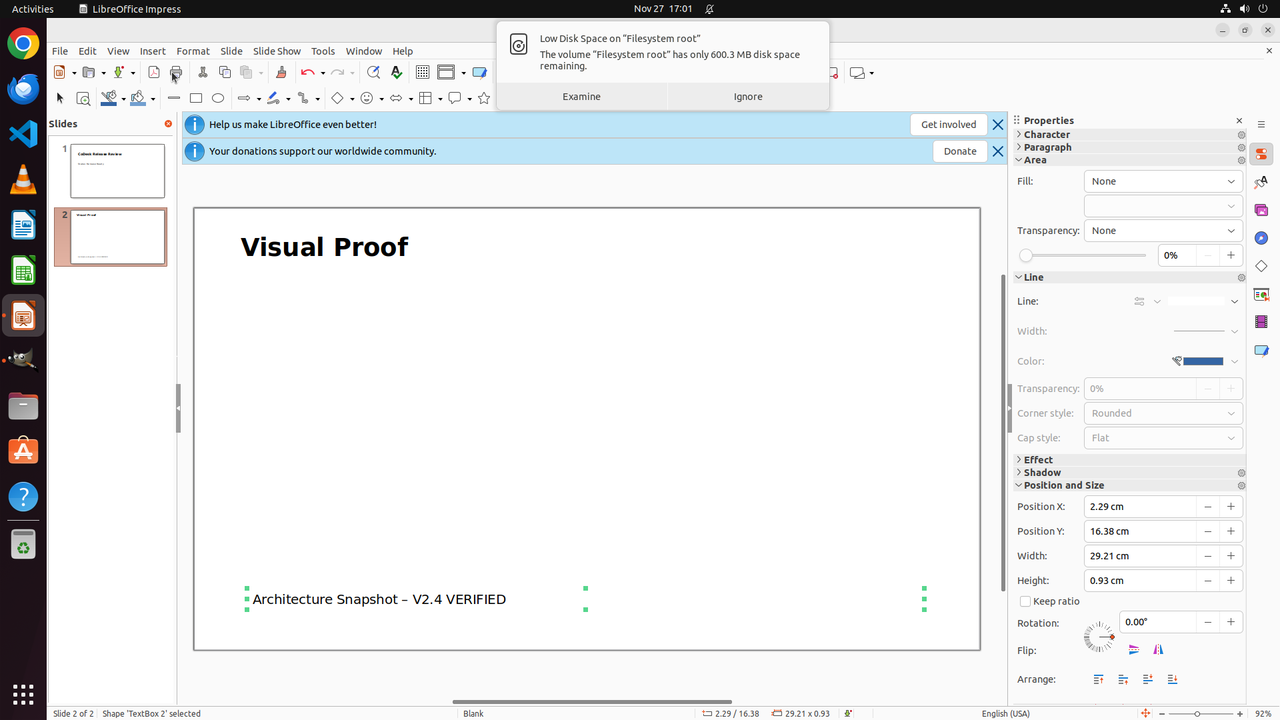 Activities
LibreOffice Impress
Nov 27 17:01
Low Disk Space on “Filesystem root”
The volume “Filesystem root” has only 600.3 MB disk space
remaining.
Examine
Ignore
File Edit View Insert Format Slide Slide Show Tools Window Help
Slides
Help us make LibreOffice even better!
Get involved
Your donations support our worldwide community.
Donate
1
2
Visual Proof
Visual Proof
Architecture Snapshot – V2.4 VERIFIED
Properties
Character
Paragraph
Area
Fill: None
Transparency: None
0%
Line
Line:
Width:
Color:
Transparency: 0%
Corner style: Rounded
Cap style: Flat
Effect
Shadow
Position and Size
Position X: 2.29 cm
Position Y: 16.38 cm
Width: 29.21 cm
Height: 0.93 cm
Keep ratio
Rotation: 0.00°
Flip:
Arrange:
Slide 2 of 2
Shape 'TextBox 2' selected
Blank
2.29 / 16.38
29.21 x 0.93
English (USA)
92%